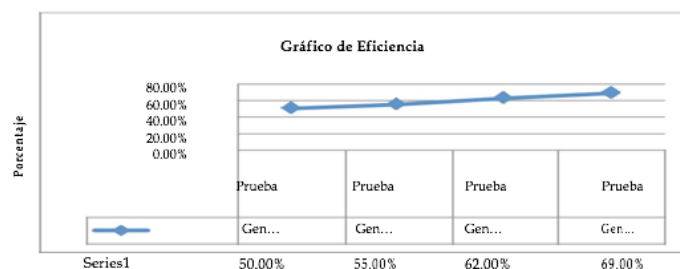 Gráfico de Eficiencia
Porcentaje
80.00%
60.00%
40.00%
20.00%
0.00%
Prueba Prueba Prueba Prueba
Gen... Gen... Gen... Gen...
Series1 50.00% 55.00% 62.00% 69.00%